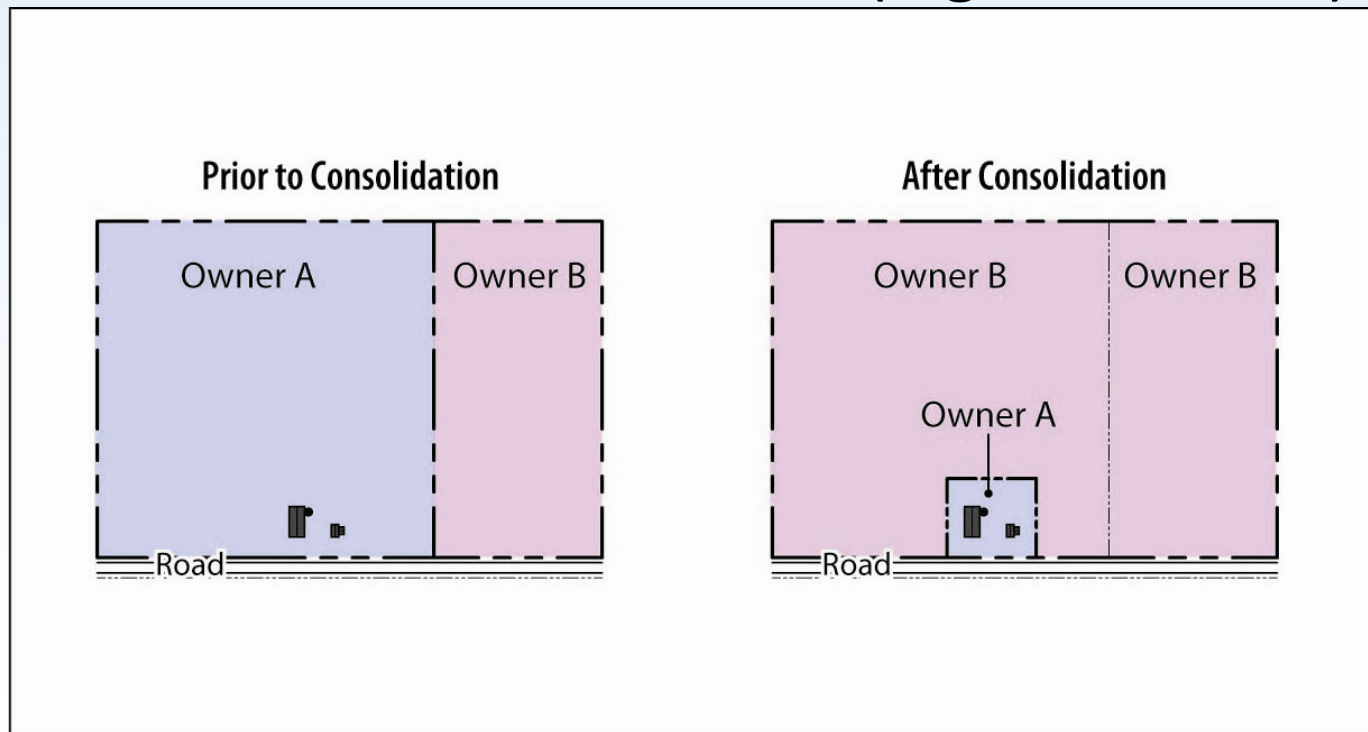 Prior to Consolidation
Owner A
Owner B
Road
After Consolidation
Owner B
Owner B
Owner A
Road